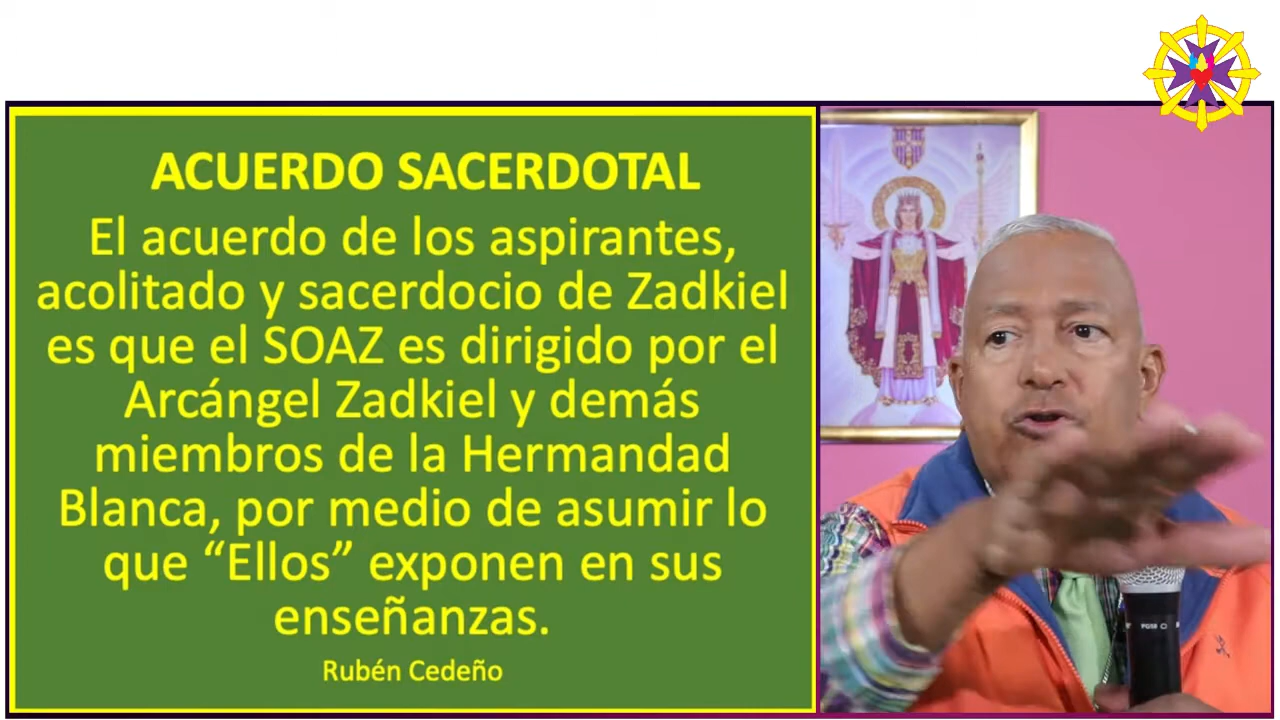 ACUERDO SACERDOTAL
El acuerdo de los aspirantes,
acolitado y sacerdocio de Zadkiel
es que el SOAZ es dirigido por el
Arcángel Zadkiel y demás
miembros de la Hermandad
Blanca, por medio de asumir lo
que “Ellos” exponen en sus
enseñanzas.
Rubén Cedeño